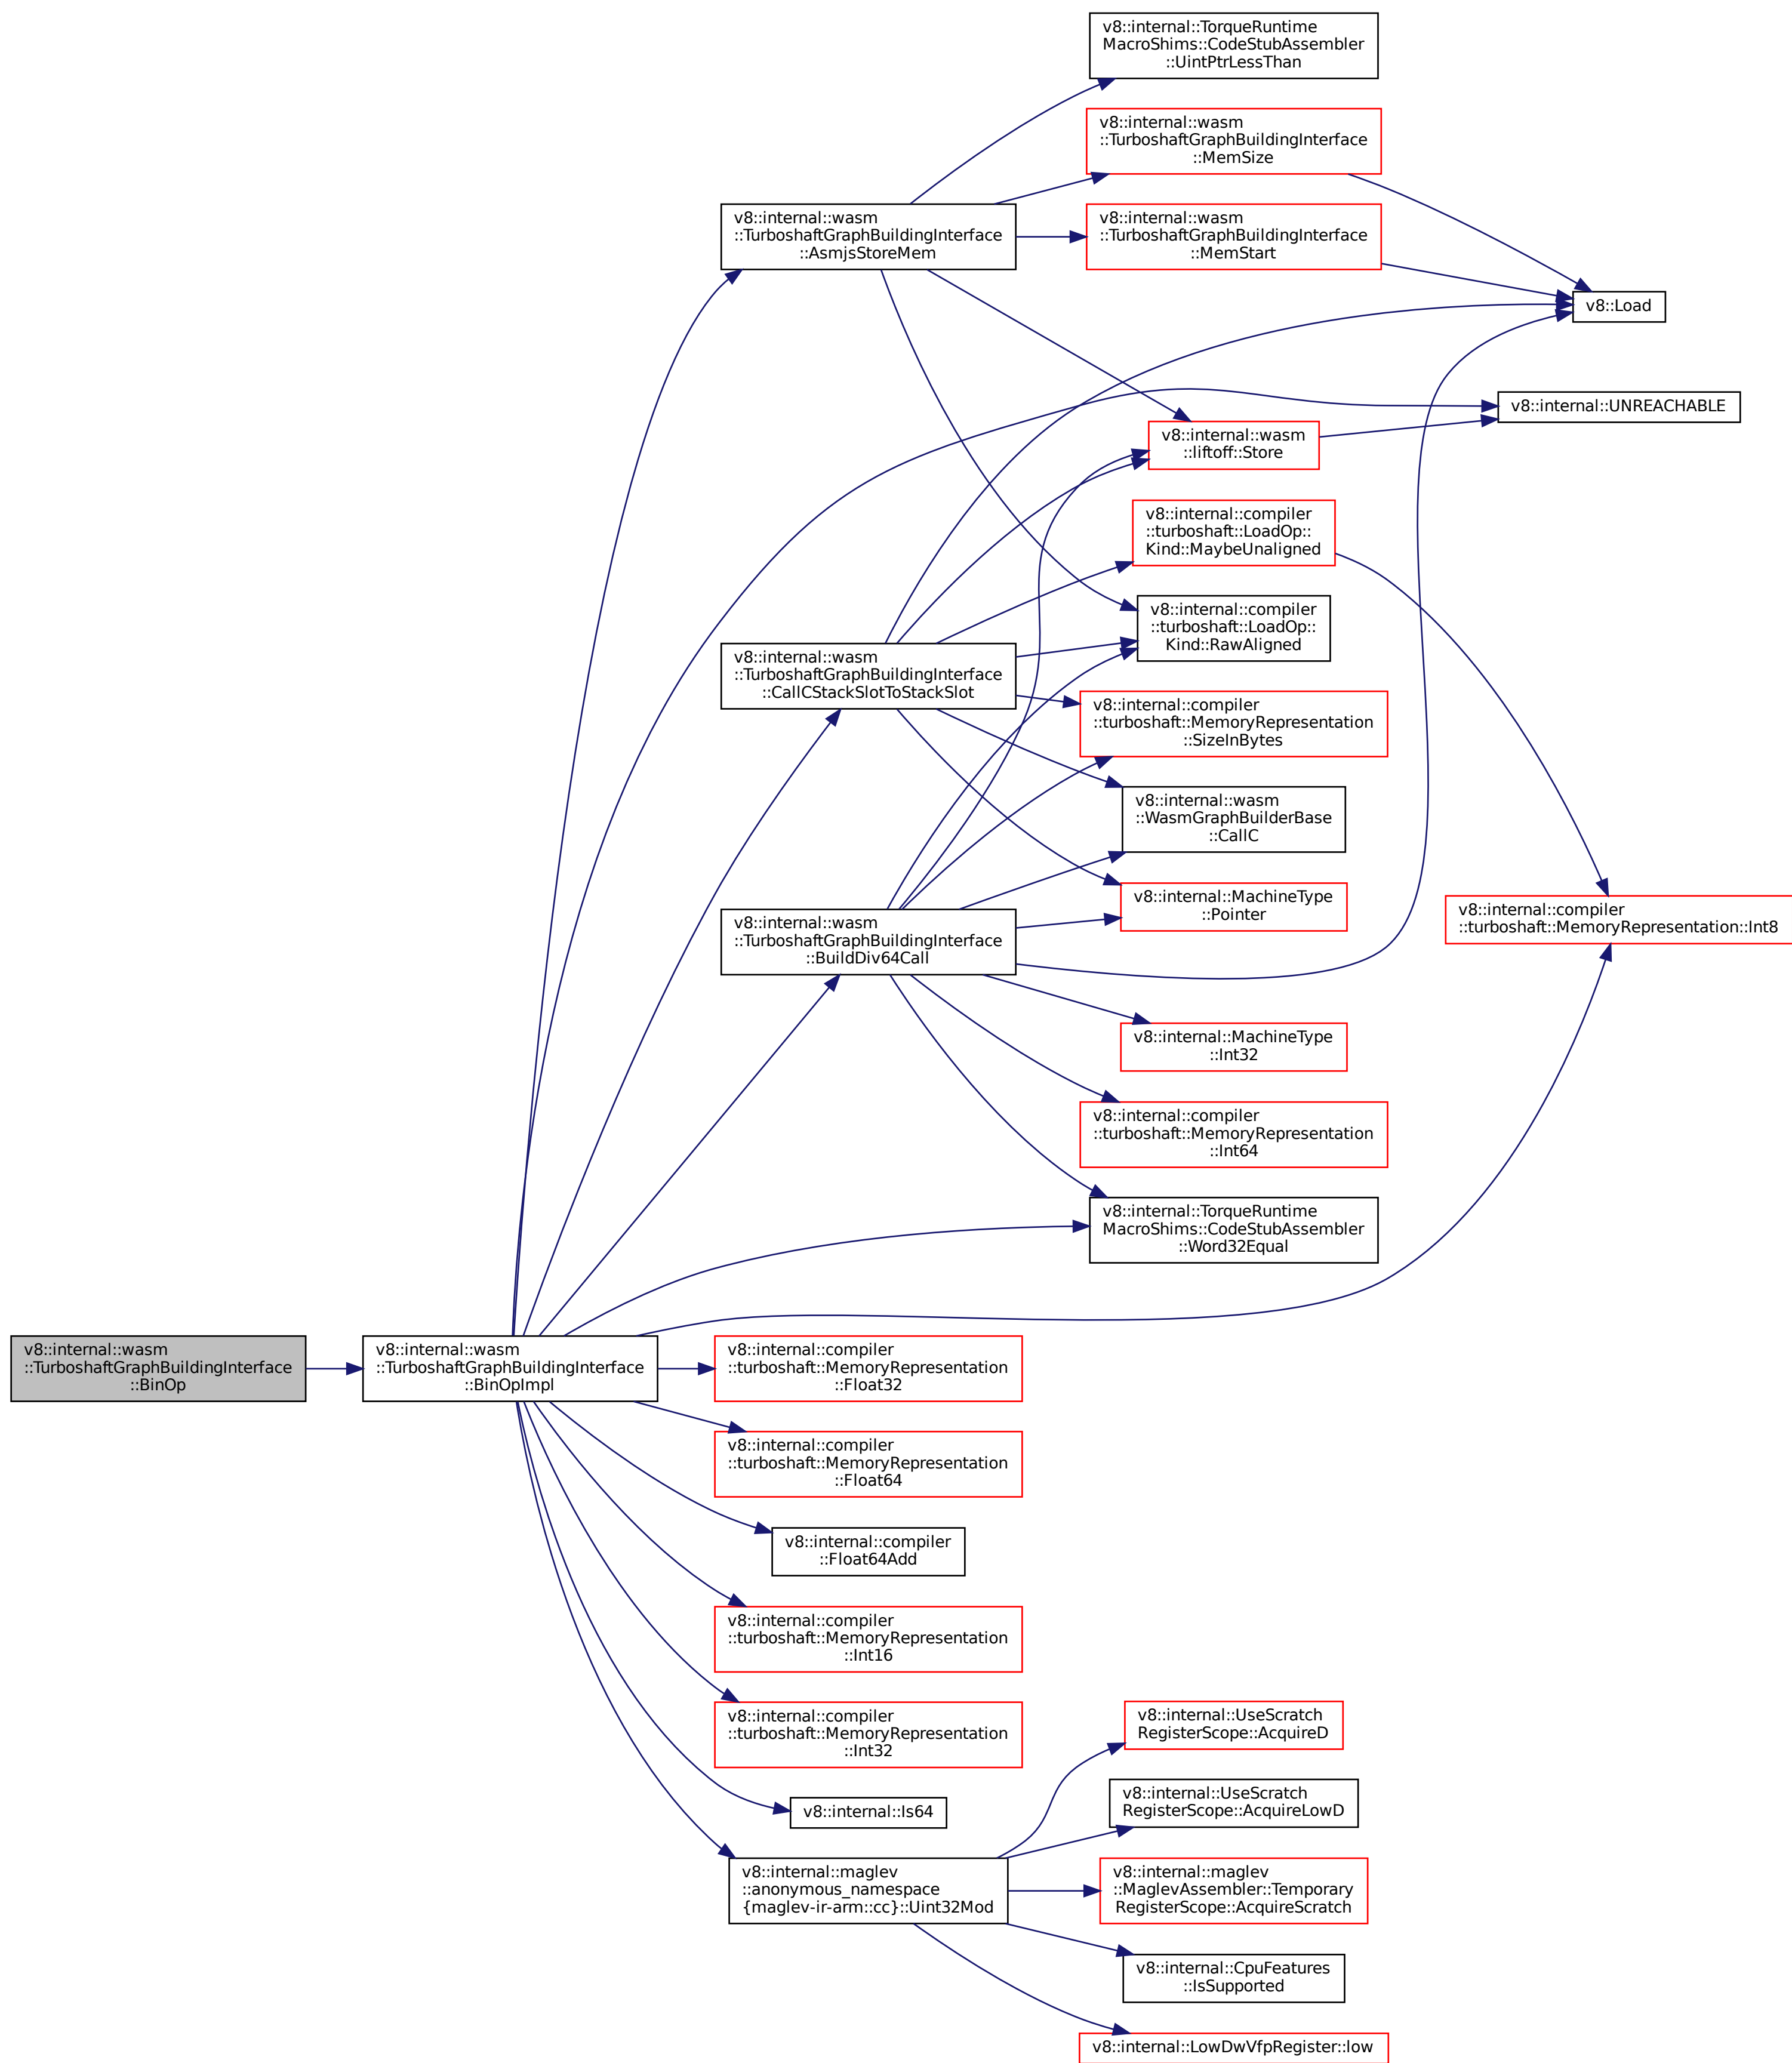 v8::internal::TorqueRuntime
MacroShims::CodeStubAssembler
::UintPtrLessThan
v8::internal::wasm
::TurboshaftGraphBuildingInterface
::MemSize
v8::internal::wasm
::TurboshaftGraphBuildingInterface
::AsmjsStoreMem
v8::internal::wasm
::TurboshaftGraphBuildingInterface
::MemStart
v8::Load
v8::internal::UNREACHABLE
v8::internal::wasm
::liftoff::Store
v8::internal::compiler
::turboshaft::LoadOp::
Kind::MaybeUnaligned
v8::internal::compiler
::turboshaft::LoadOp::
Kind::RawAligned
v8::internal::wasm
::TurboshaftGraphBuildingInterface
::CallCStackSlotToStackSlot
v8::internal::compiler
::turboshaft::MemoryRepresentation
::SizeInBytes
v8::internal::wasm
::WasmGraphBuilderBase
::CallC
v8::internal::MachineType
::Pointer
v8::internal::compiler
::turboshaft::MemoryRepresentation::Int8
v8::internal::wasm
::TurboshaftGraphBuildingInterface
::BuildDiv64Call
v8::internal::MachineType
::Int32
v8::internal::compiler
::turboshaft::MemoryRepresentation
::Int64
v8::internal::TorqueRuntime
MacroShims::CodeStubAssembler
::Word32Equal
v8::internal::wasm
::TurboshaftGraphBuildingInterface
::BinOp
v8::internal::wasm
::TurboshaftGraphBuildingInterface
::BinOpImpl
v8::internal::compiler
::turboshaft::MemoryRepresentation
::Float32
v8::internal::compiler
::turboshaft::MemoryRepresentation
::Float64
v8::internal::compiler
::Float64Add
v8::internal::compiler
::turboshaft::MemoryRepresentation
::Int16
v8::internal::compiler
::turboshaft::MemoryRepresentation
::Int32
v8::internal::Is64
v8::internal::UseScratch
RegisterScope::AcquireD
v8::internal::UseScratch
RegisterScope::AcquireLowD
v8::internal::maglev
::anonymous_namespace
{maglev-ir-arm::cc}::Uint32Mod
v8::internal::maglev
::MaglevAssembler::Temporary
RegisterScope::AcquireScratch
v8::internal::CpuFeatures
::IsSupported
v8::internal::LowDwVfpRegister::low